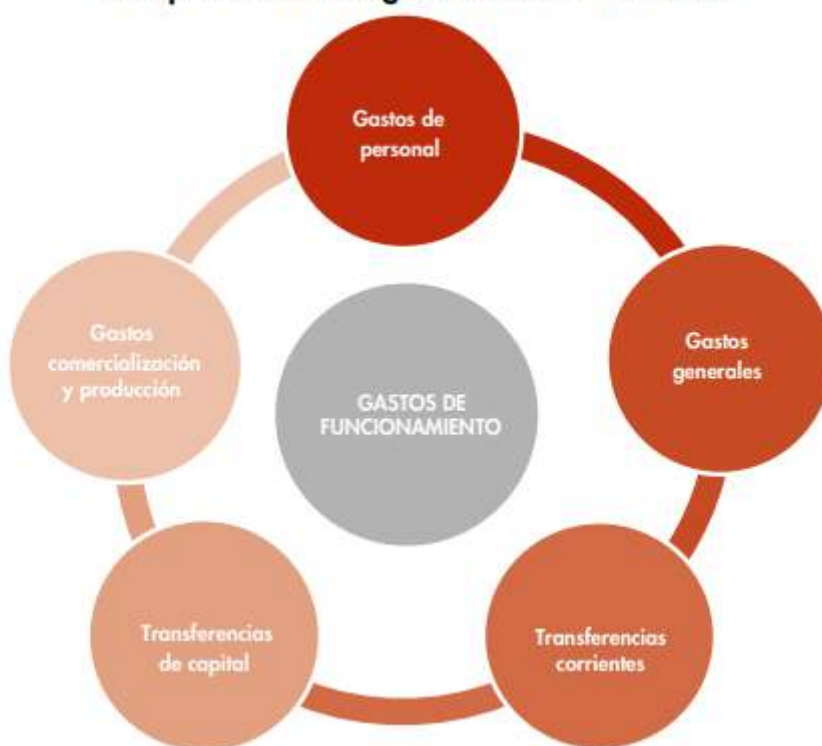 Gastos de
personal
Gastos
generales
Transferencias
corrientes
Transferencias
de capital
Gastos
comercialización
y producción
GASTOS DE
FUNCIONAMIENTO